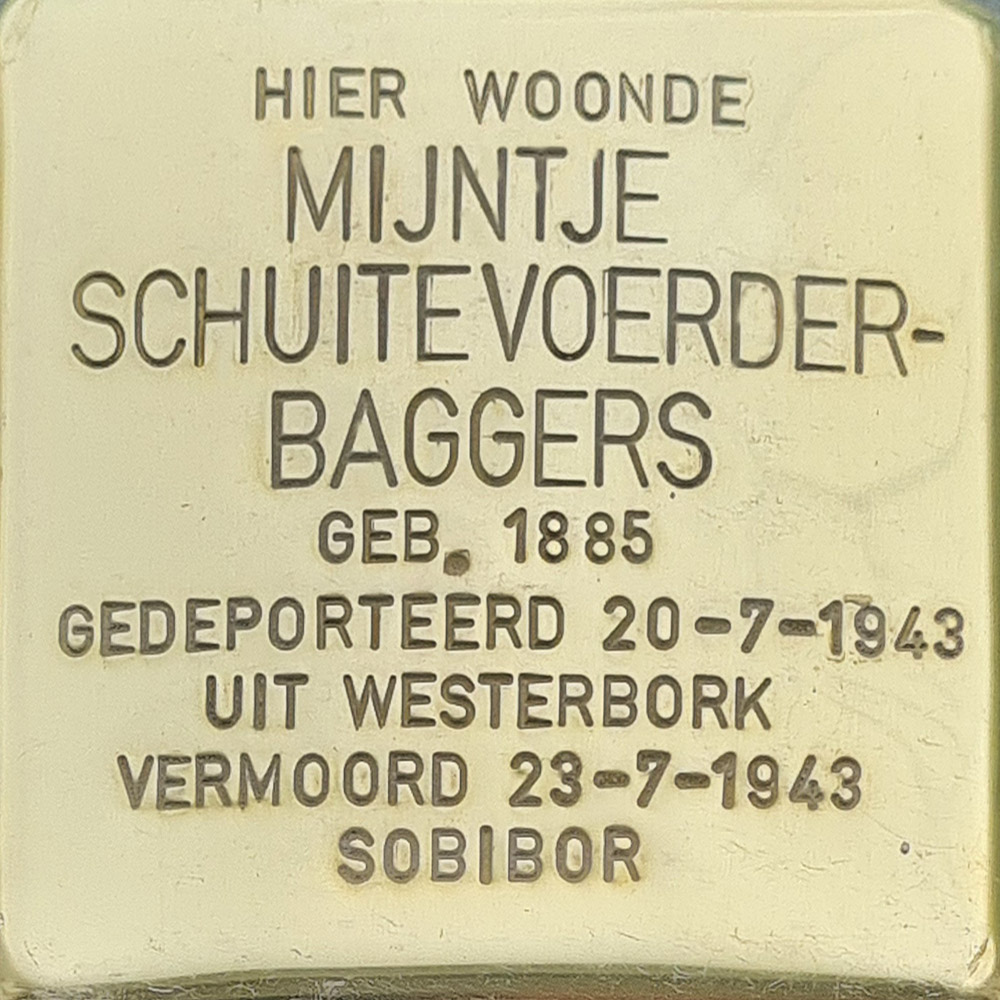 HIER WOONDE
MIJNTJE
SCHUITEVOERDER-
BAGGERS
GEB. 1885
GEDEPORTEERD 20-7-1943
UIT WESTERBORK
VERMOORD 23-7-1943
SOBIBOR